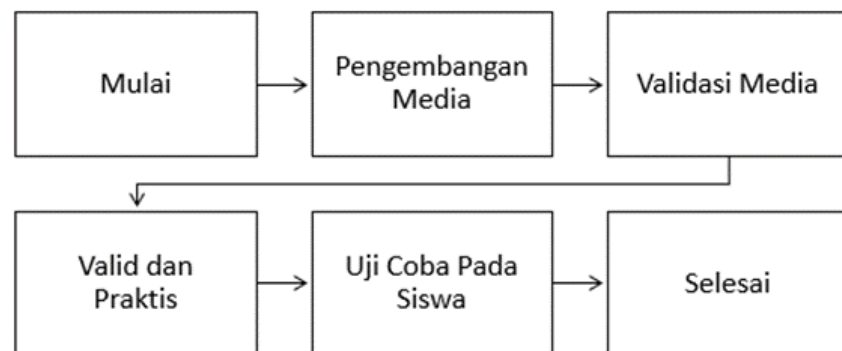 Mulai
Pengembangan
Media
Validasi Media
Valid dan
Praktis
Uji Coba Pada
Siswa
Selesai